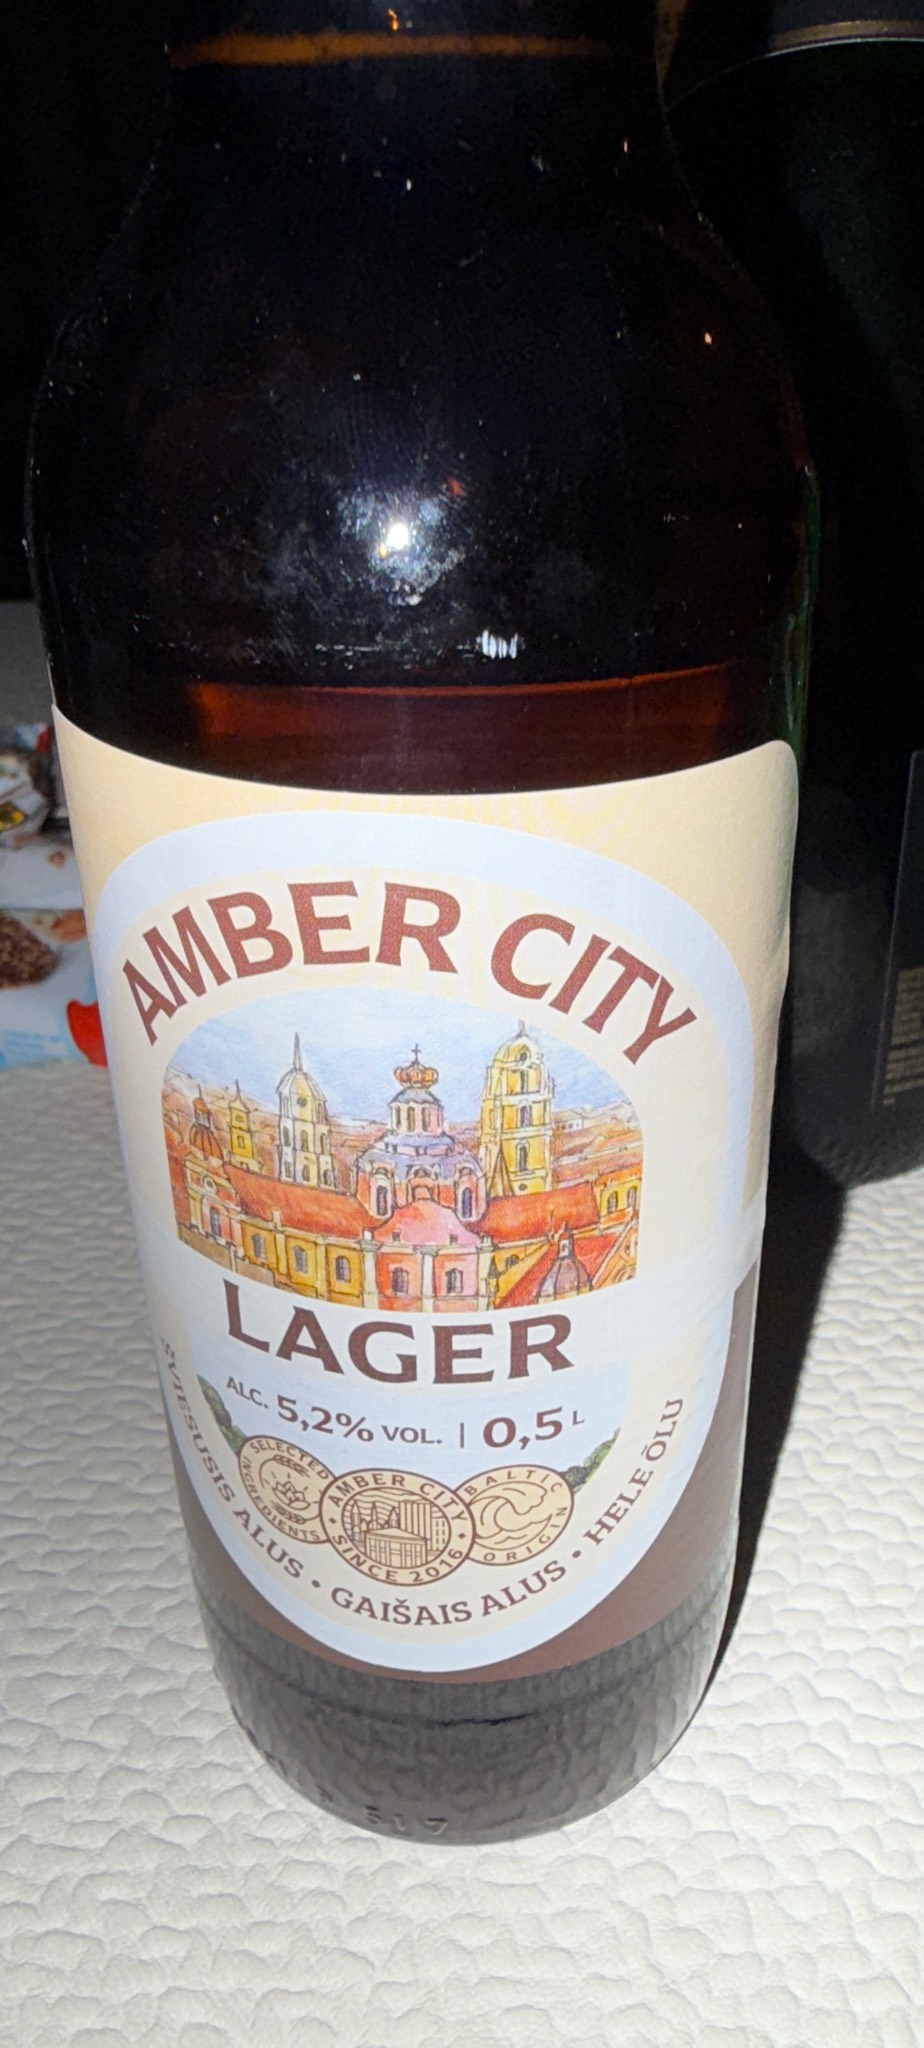 AMBER CITY
LAGER
ALC. 5,2% VOL. | 0,5 L
SELECTED INGREDIENTS
AMBER CITY • SINCE 2016 •
BALTIC ORIGIN
ŠVIESUSIS ALUS • GAIŠAIS ALUS • HELE ÕLU